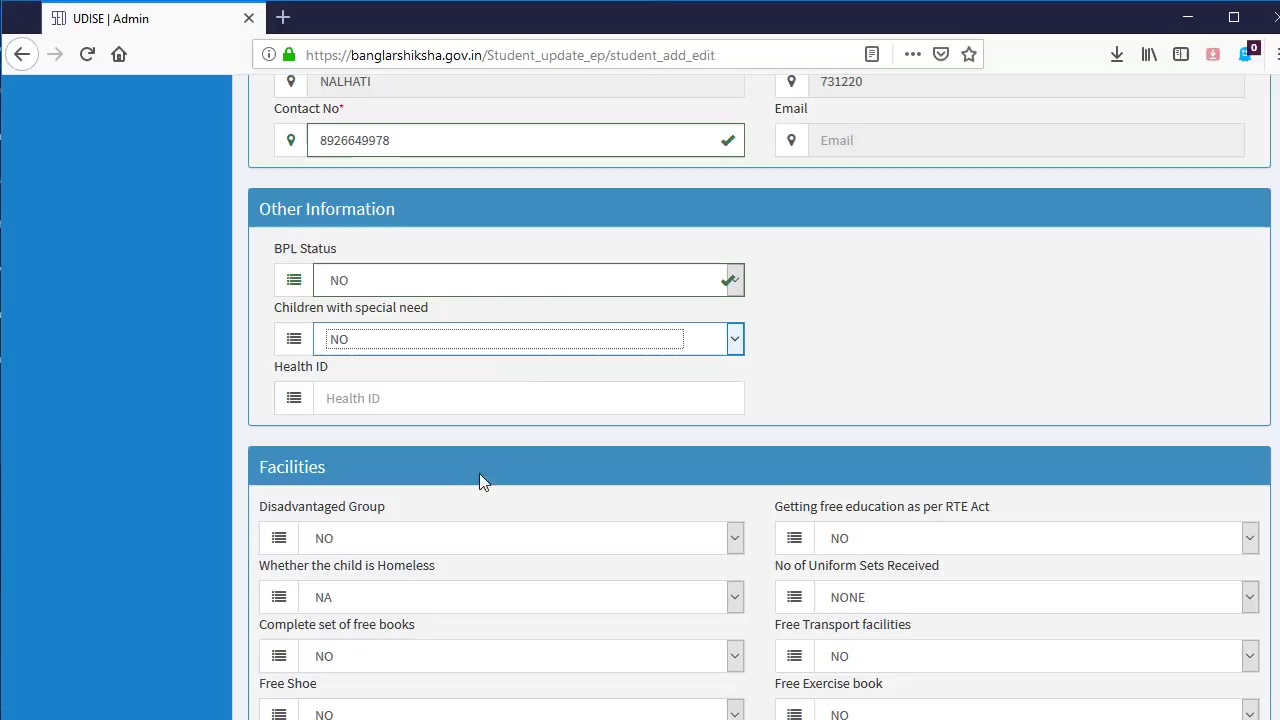 UDISE | Admin
https://banglarshiksha.gov.in/Student_update_ep/student_add_edit
0
NALHATI
731220
Contact No*
Email
8926649978
Email
Other Information
BPL Status
NO
Children with special need
NO
Health ID
Health ID
Facilities
Disadvantaged Group
Getting free education as per RTE Act
NO
NO
Whether the child is Homeless
No of Uniform Sets Received
NA
NONE
Complete set of free books
Free Transport facilities
NO
NO
Free Shoe
Free Exercise book
NO
NO